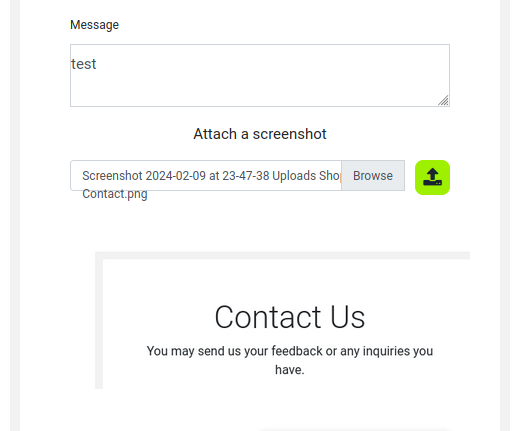 Message
test
Attach a screenshot
Screenshot 2024-02-09 at 23-47-38 Uploads Shop Browse
Contact.png
Contact Us
You may send us your feedback or any inquiries you
have.